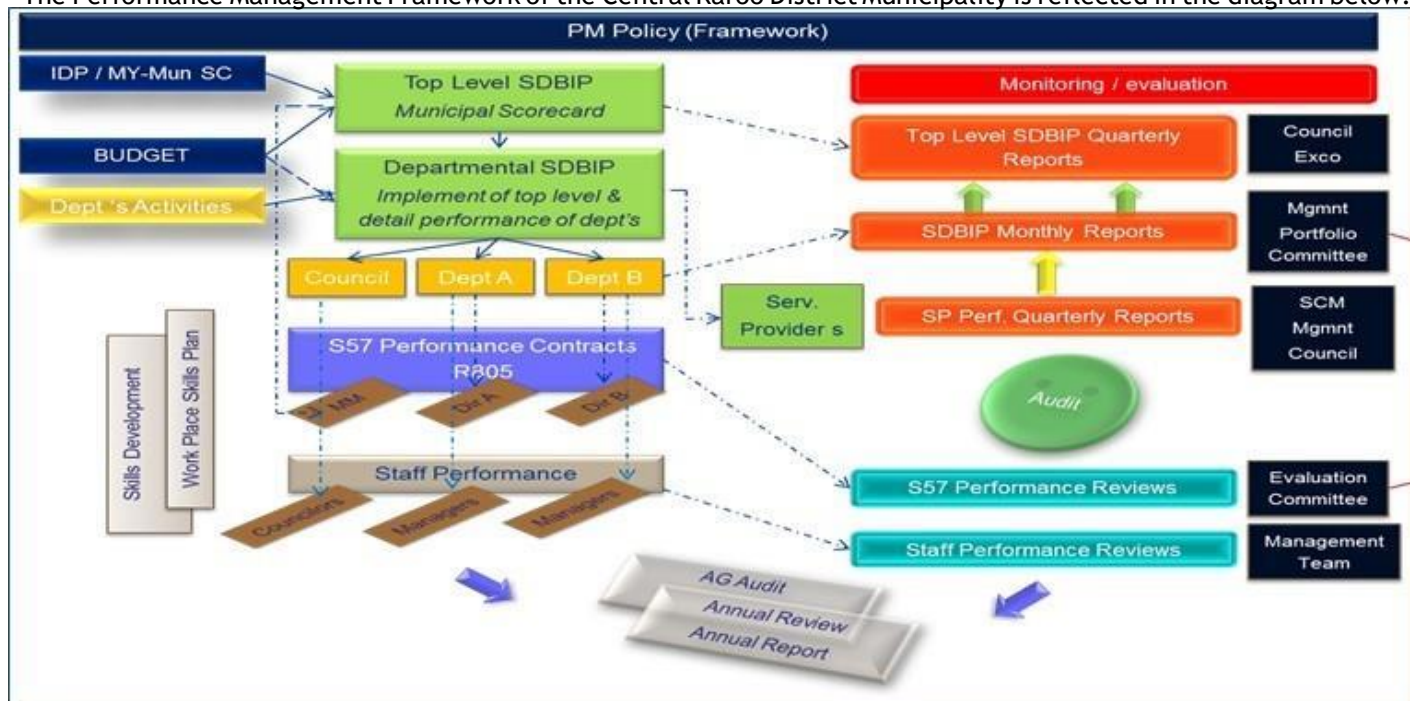 The Performance Management Framework of the Central Karoo District Municipality is reflected in the diagram below.
PM Policy (Framework)
IDP / MY-Mun SC
BUDGET
Dept 's Activities
Top Level SDBIP
Municipal Scorecard
Departmental SDBIP
Implement of top level &
detail performance of dept's
Council
Dept A
Dept B
Serv.
Provider s
S57 Performance Contracts
R805
MM
Dir A
Dir B
Staff Performance
Councilors
Managers
Managers
Skills Development
Work Place Skills Plan
Monitoring / evaluation
Top Level SDBIP Quarterly
Reports
Council
Exco
SDBIP Monthly Reports
Mgmnt
Portfolio
Committee
SP Perf. Quarterly Reports
SCM
Mgmnt
Council
Audit
S57 Performance Reviews
Evaluation
Committee
Staff Performance Reviews
Management
Team
AG Audit
Annual Review
Annual Report